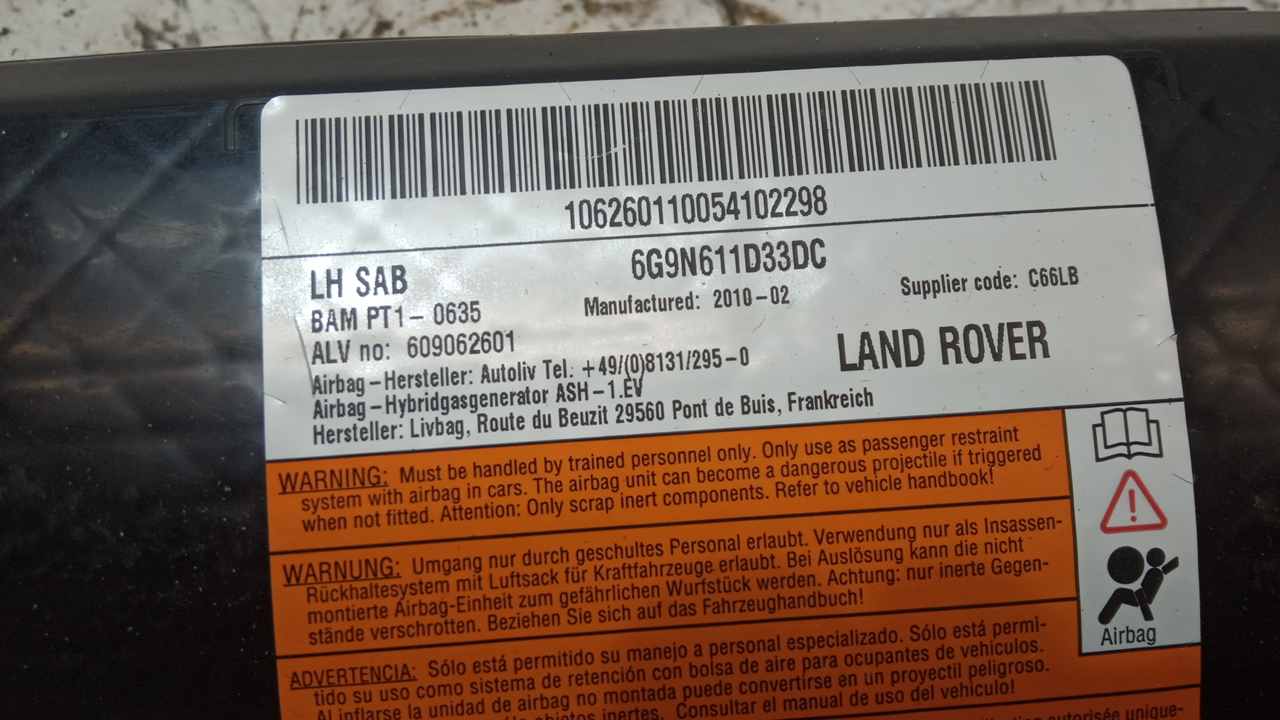 106260110054102298
LH SAB
6G9N611D33DC
BAM PT1-0635
Manufactured: 2010-02
Supplier code: C66LB
ALV no: 609062601
LAND ROVER
Airbag-Hersteller: Autoliv Tel: +49/(0)8131/295-0
Airbag-Hybridgasgenerator ASH-1.EV
Hersteller: Livbag, Route du Beuzit 29560 Pont de Buis, Frankreich
WARNING: Must be handled by trained personnel only. Only use as passenger restraint
system with airbag in cars. The airbag unit can become a dangerous projectile if triggered
when not fitted. Attention: Only scrap inert components. Refer to vehicle handbook!
WARNUNG: Umgang nur durch geschultes Personal erlaubt. Verwendung nur als Insassen-
Rückhaltesystem mit Luftsack für Kraftfahrzeuge erlaubt. Bei Auslösung kann die nicht
montierte Airbag-Einheit zum gefährlichen Wurfstück werden. Achtung: nur inerte Gegen-
stände verschrotten. Beziehen Sie sich auf das Fahrzeughandbuch!
Airbag
ADVERTENCIA: Sólo está permitido su manejo a personal especializado. Sólo está permi-
tido su uso como sistema de retención con bolsa de aire para ocupantes de vehículos.
Al inflarse la unidad de airbag no montada puede convertirse en un proyectil peligroso.
objetos inertes. Consultar el manual de uso del vehículo!
autorisée unique-